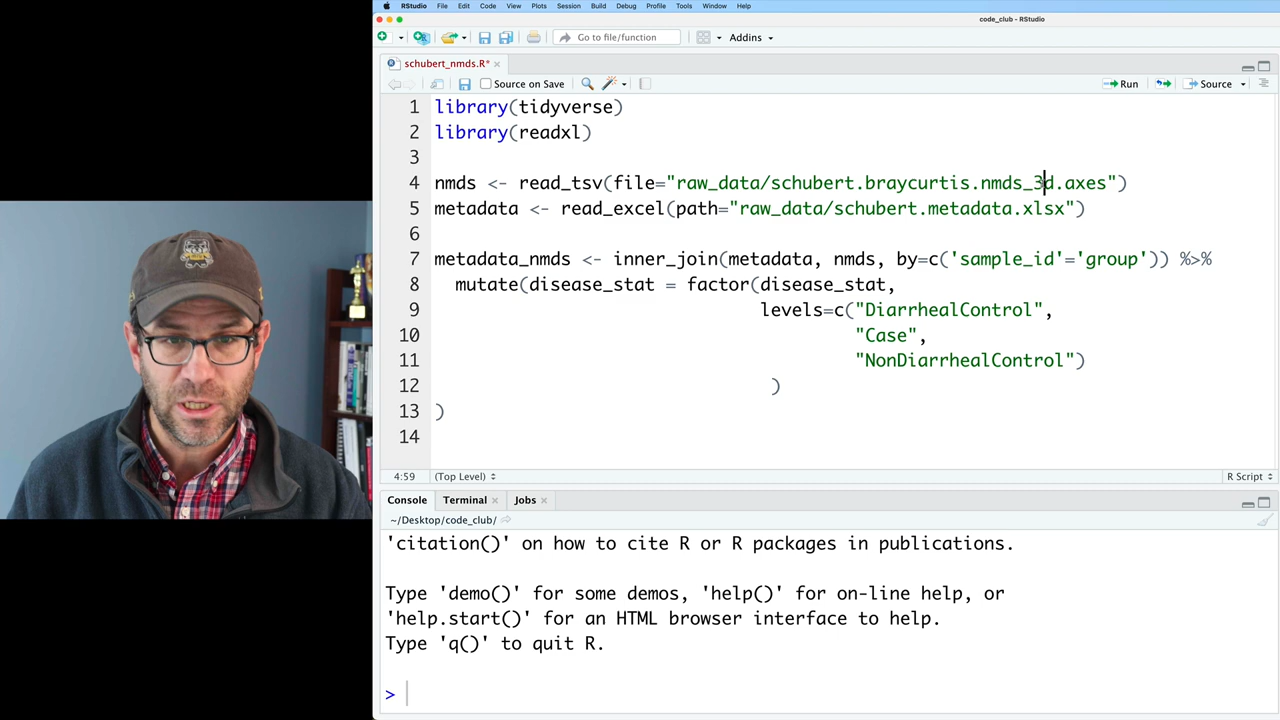 RStudio File Edit Code View Plots Session Build Debug Profile Tools Window Help
code_club - RStudio
Go to file/function Addins
schubert_nmds.R*
Source on Save Run Source
1 library(tidyverse)
2 library(readxl)
3
4 nmds <- read_tsv(file="raw_data/schubert.braycurtis.nmds_3d.axes")
5 metadata <- read_excel(path="raw_data/schubert.metadata.xlsx")
6
7 metadata_nmds <- inner_join(metadata, nmds, by=c('sample_id'='group')) %>%
8 mutate(disease_stat = factor(disease_stat,
9 levels=c("DiarrhealControl",
10 "Case",
11 "NonDiarrhealControl")
12 )
13 )
14
4:59 (Top Level) R Script
Console Terminal Jobs
~/Desktop/code_club/
'citation()' on how to cite R or R packages in publications.
Type 'demo()' for some demos, 'help()' for on-line help, or
'help.start()' for an HTML browser interface to help.
Type 'q()' to quit R.
>